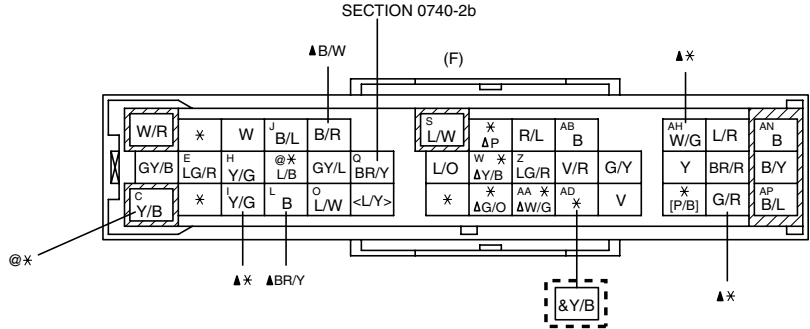 SECTION 0740-2b
▲B/W
(F)
▲*
W/R * W J B/L B/R S L/W * ΔP R/L AB B AH W/G L/R AN B
GY/B E LG/R H Y/G @* L/B GY/L Q BR/Y L/O W * ΔY/B Z LG/R V/R G/Y Y BR/R B/Y
C Y/B * I Y/G L B O L/W <L/Y> * * ΔG/O AA * ΔW/G AD * V * [P/B] G/R AP B/L
@*
▲*
▲BR/Y
▲*
&Y/B